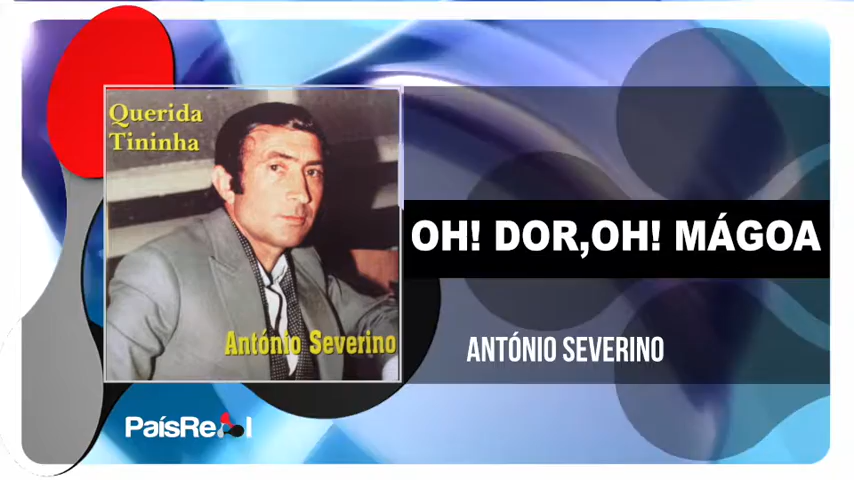 Querida
Tininha
António Severino
OH! DOR,OH! MÁGOA
ANTÓNIO SEVERINO
PaísReal